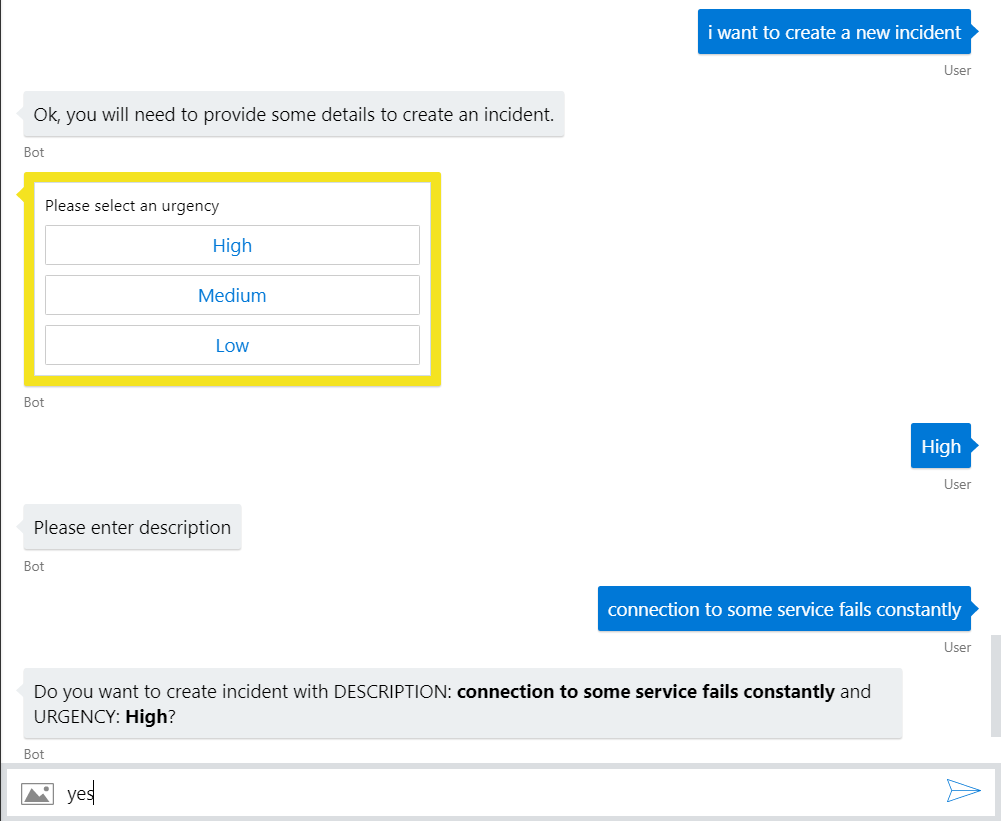 i want to create a new incident
User
Ok, you will need to provide some details to create an incident.
Bot
Please select an urgency
High
Medium
Low
Bot
High
User
Please enter description
Bot
connection to some service fails constantly
User
Do you want to create incident with DESCRIPTION: connection to some service fails constantly and
URGENCY: High?
Bot
yes